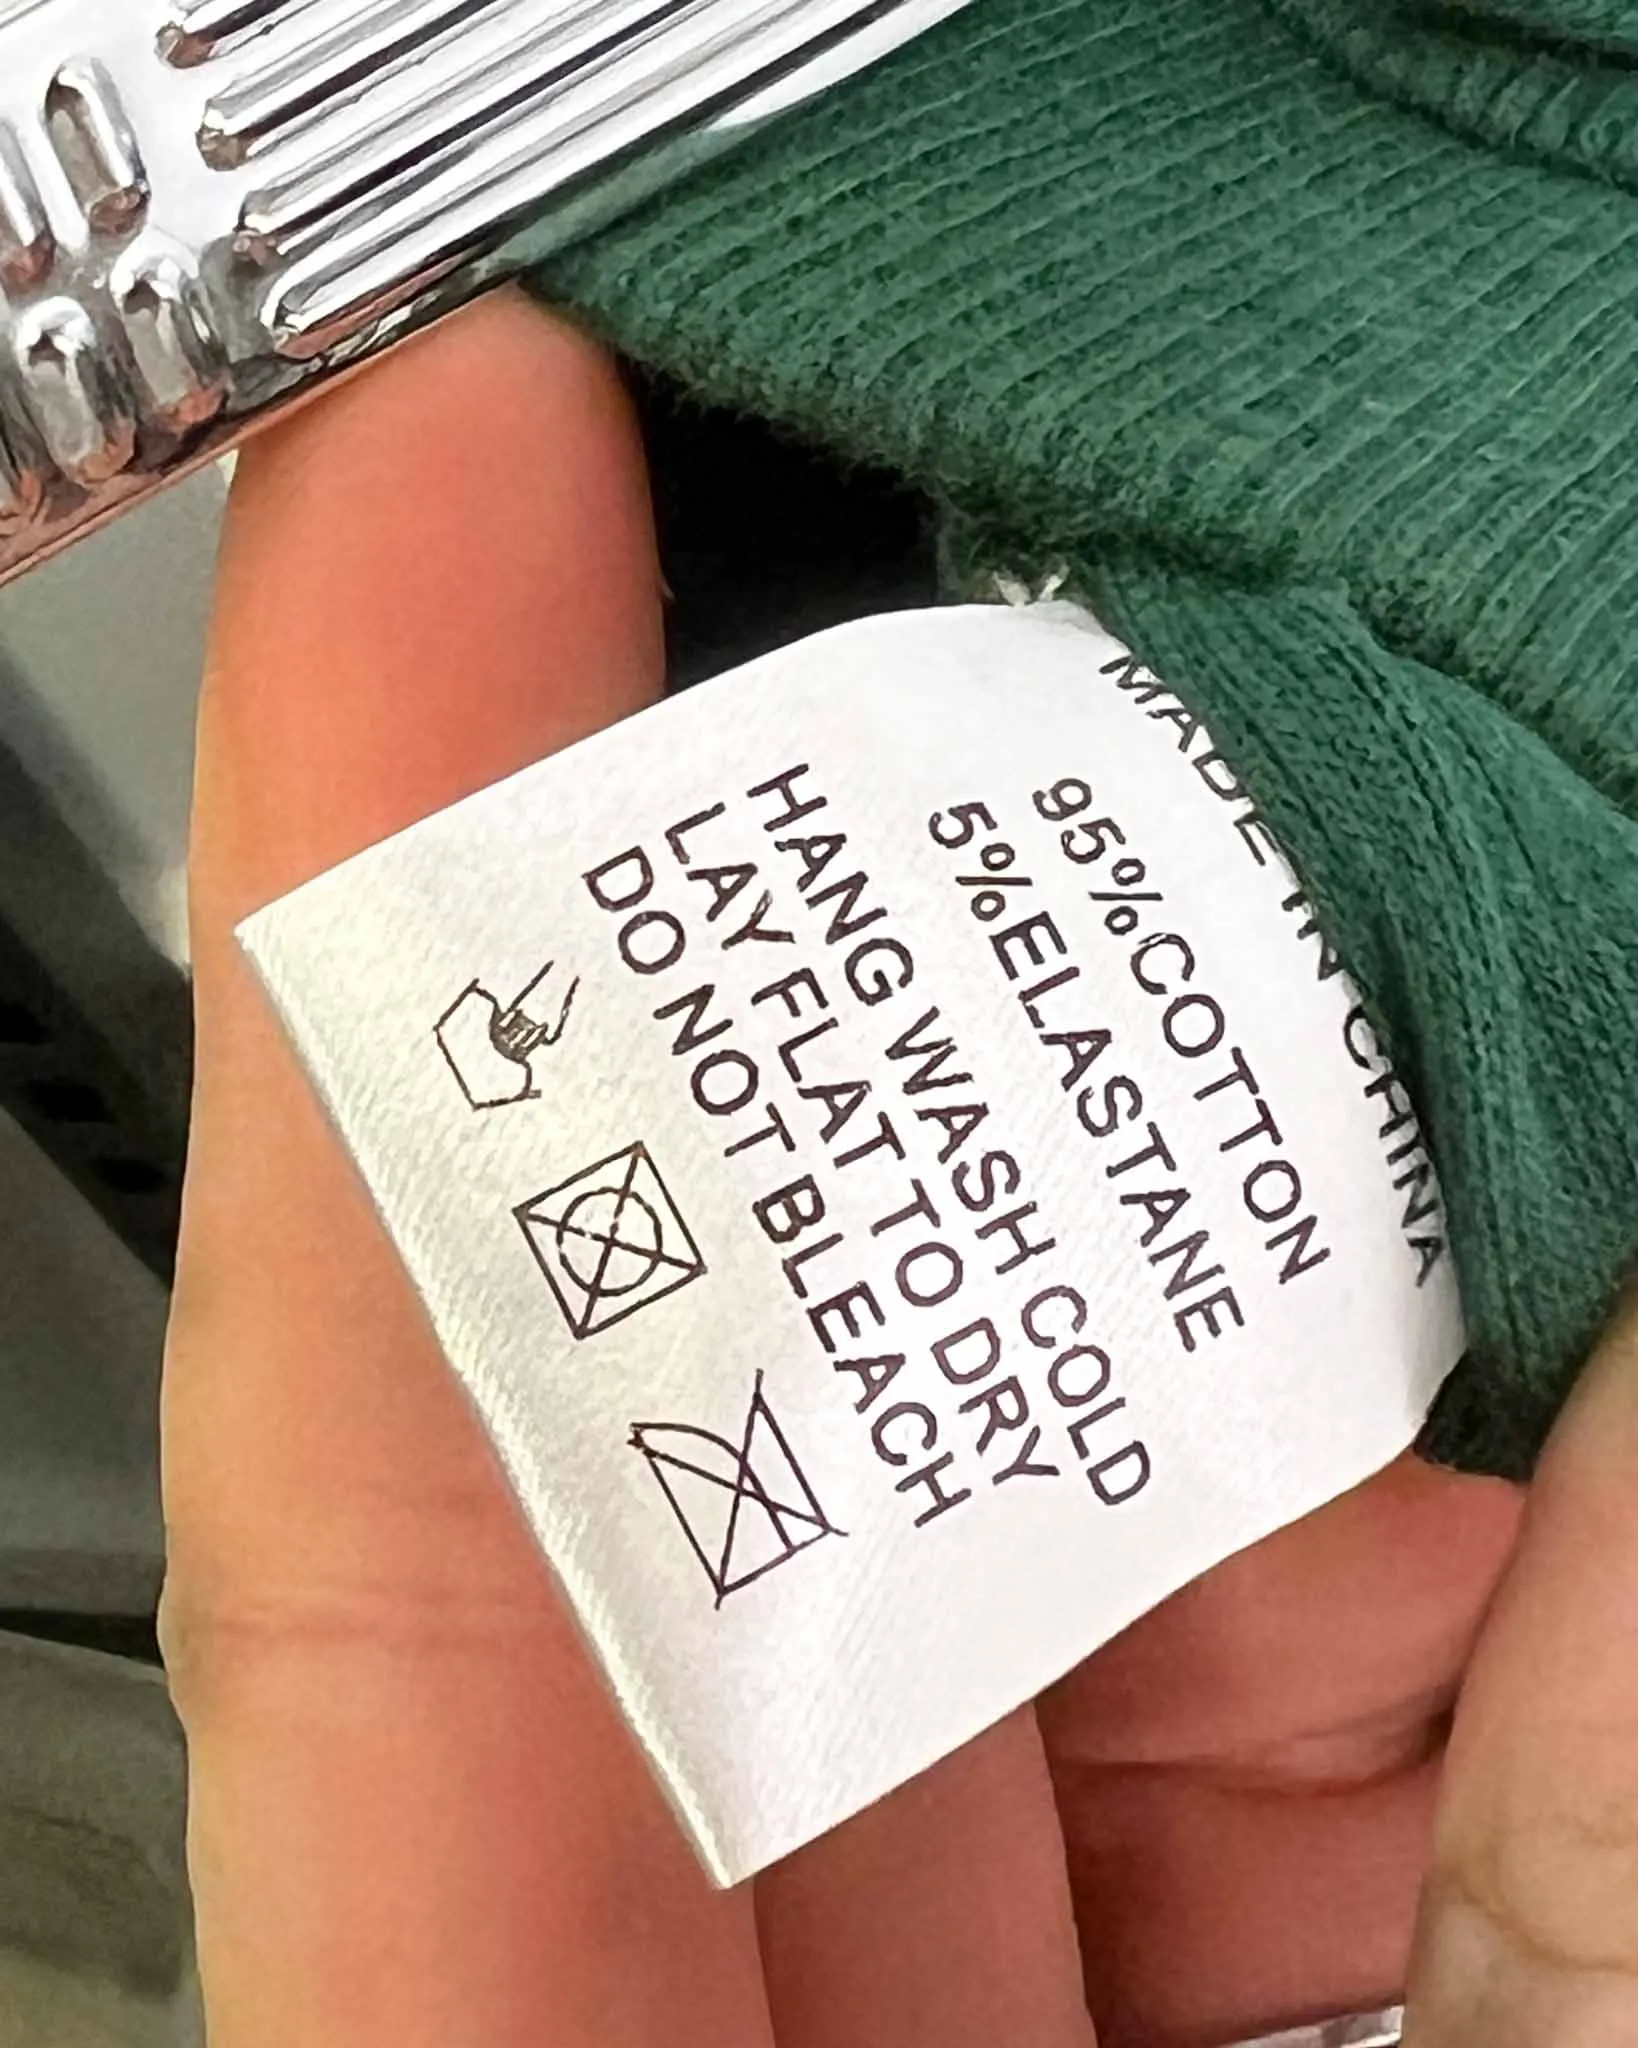 MADE IN CHINA
95%COTTON
5%ELASTANE
HANG WASH COLD
LAY FLAT TO DRY
DO NOT BLEACH